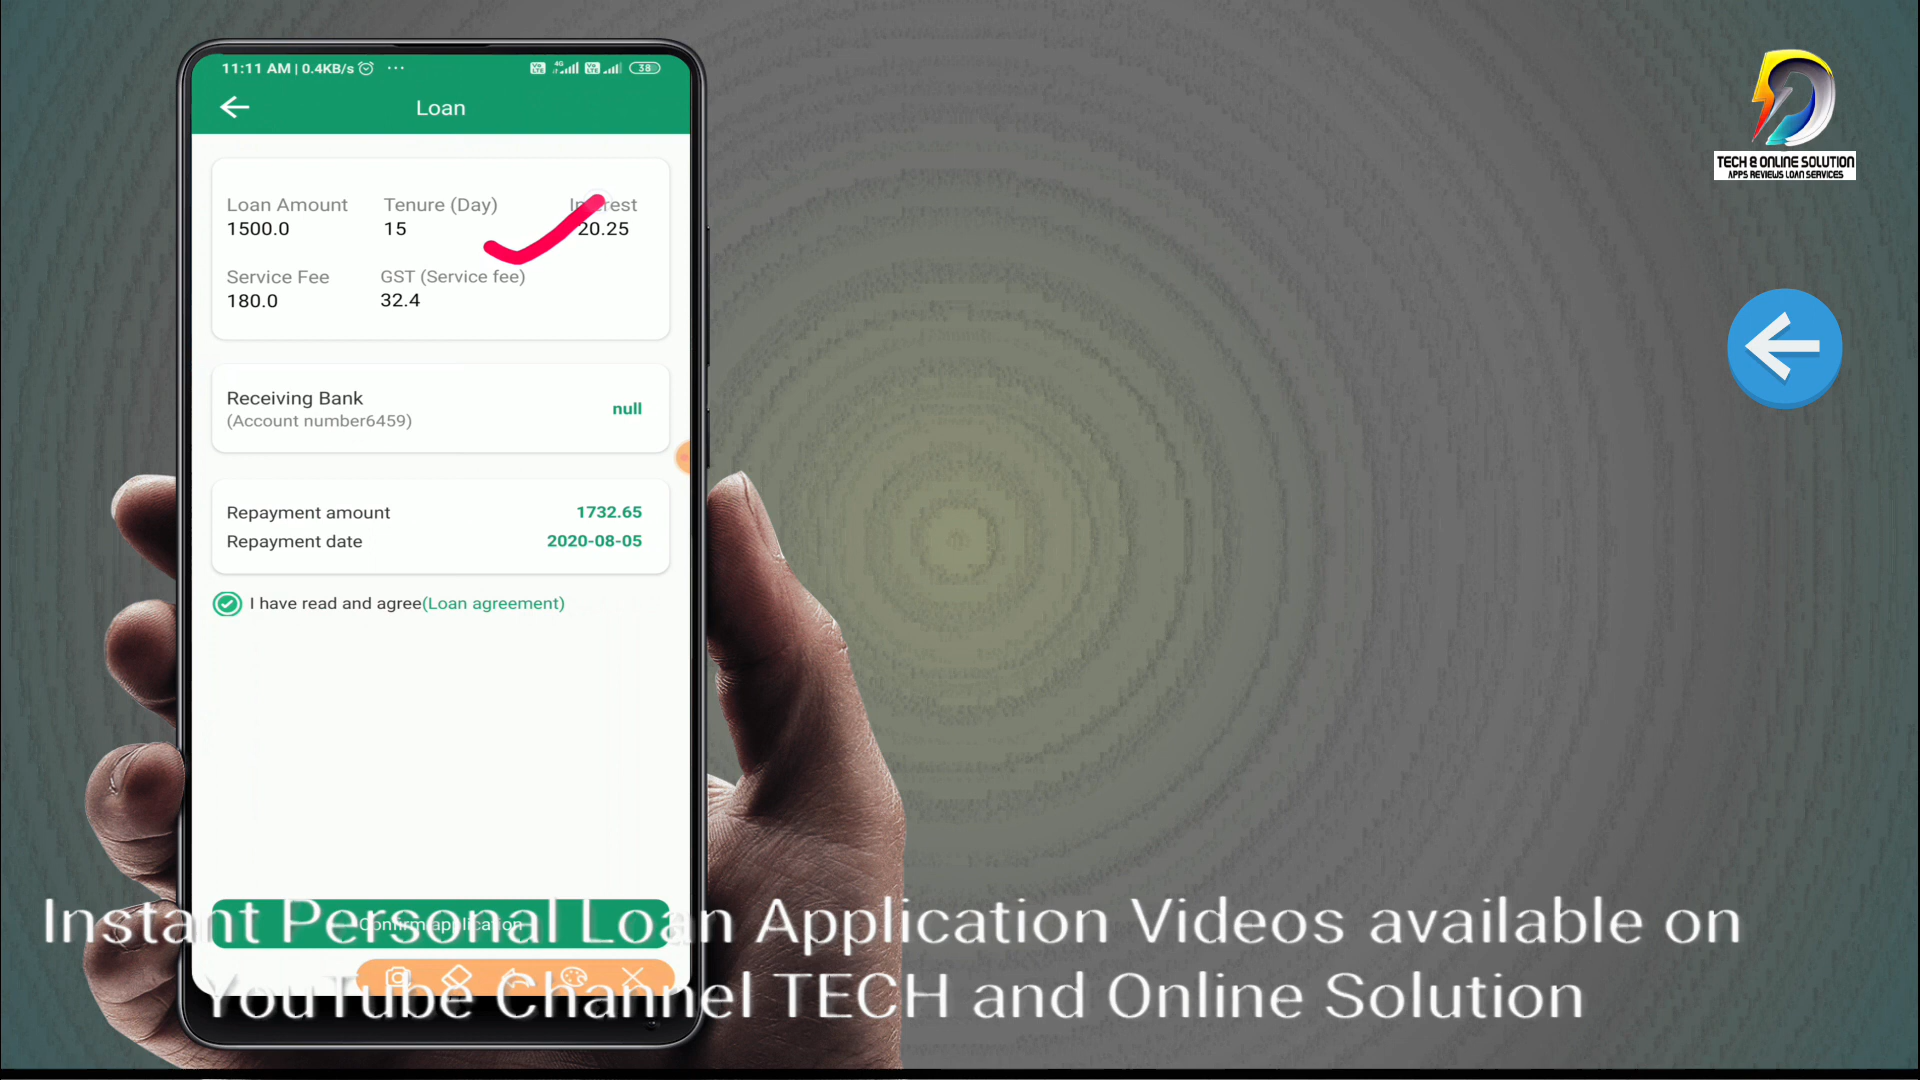 11:11 AM | 0.4KB/s
38
Loan
TECH & ONLINE SOLUTION
APPS REVIEWS LOAN SERVICES
Loan Amount Tenure (Day) Interest
1500.0 15 20.25
Service Fee GST (Service fee)
180.0 32.4
Receiving Bank
(Account number6459)
null
Repayment amount 1732.65
Repayment date 2020-08-05
I have read and agree(Loan agreement)
Confirm application
Instant Personal Loan Application Videos available on
YouTube Channel TECH and Online Solution